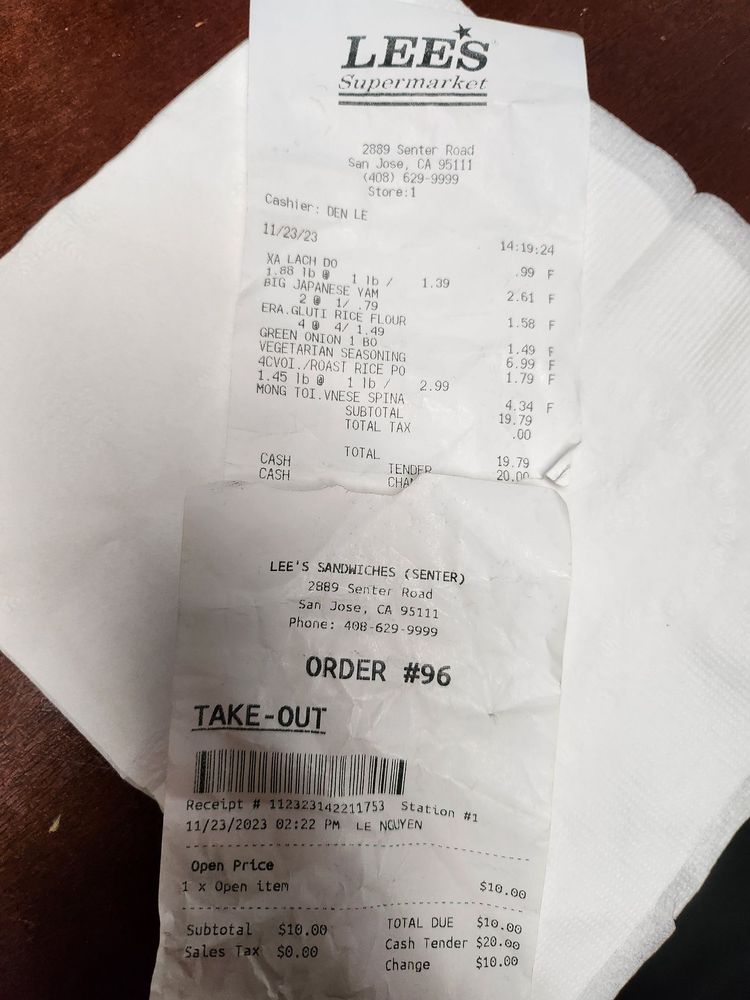 LEE'S
Supermarket
2889 Senter Road
San Jose, CA 95111
(408) 629-9999
Store:1
Cashier: DEN LE
11/23/23 14:19:24
XA LACH DO .99 F
1.88 lb @ 1 lb / 1.39
BIG JAPANESE YAM 2.61 F
2 @ 1/ .79
ERA.GLUTI RICE FLOUR 1.58 F
4 @ 4/ 1.49
GREEN ONION 1 BO 1.49 F
VEGETARIAN SEASONING 6.99 F
4CVOI./ROAST RICE PO 1.79 F
1.45 lb @ 1 lb / 2.99
MONG TOI.VNESE SPINA 4.34 F
SUBTOTAL 19.79
TOTAL TAX .00
TOTAL 19.79
CASH TENDER 20.00
CASH CHA
LEE'S SANDWICHES (SENTER)
2889 Senter Road
San Jose, CA 95111
Phone: 408-629-9999
ORDER #96
TAKE-OUT
Receipt # 112323142211753 Station #1
11/23/2023 02:22 PM LE NGUYEN
Open Price
1 x Open item $10.00
Subtotal $10.00 TOTAL DUE $10.00
Sales Tax $0.00 Cash Tender $20.00
Change $10.00